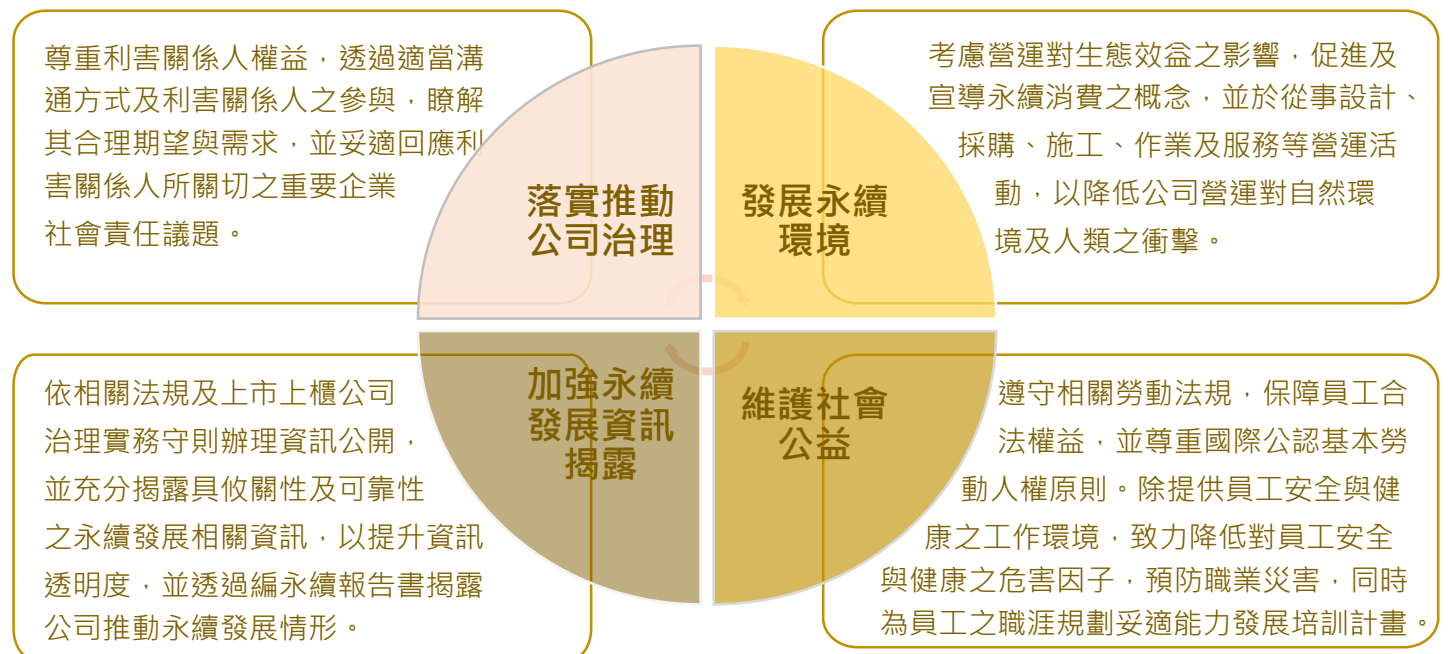 尊重利害關係人權益，透過適當溝
通方式及利害關係人之參與，瞭解
其合理期望與需求，並妥適回應利
害關係人所關切之重要企業
社會責任議題。
落實推動
公司治理
發展永續
環境
考慮營運對生態效益之影響，促進及
宣導永續消費之概念，並於從事設計、
採購、施工、作業及服務等營運活
動，以降低公司營運對自然環
境及人類之衝擊。
依相關法規及上市上櫃公司
治理實務守則辦理資訊公開，
並充分揭露具攸關性及可靠性
之永續發展相關資訊，以提升資訊
透明度，並透過編永續報告書揭露
公司推動永續發展情形。
加強永續
發展資訊
揭露
維護社會
公益
遵守相關勞動法規，保障員工合
法權益，並尊重國際公認基本勞
動人權原則。除提供員工安全與健
康之工作環境，致力降低對員工安全
與健康之危害因子，預防職業災害，同時
為員工之職涯規劃妥適能力發展培訓計畫。